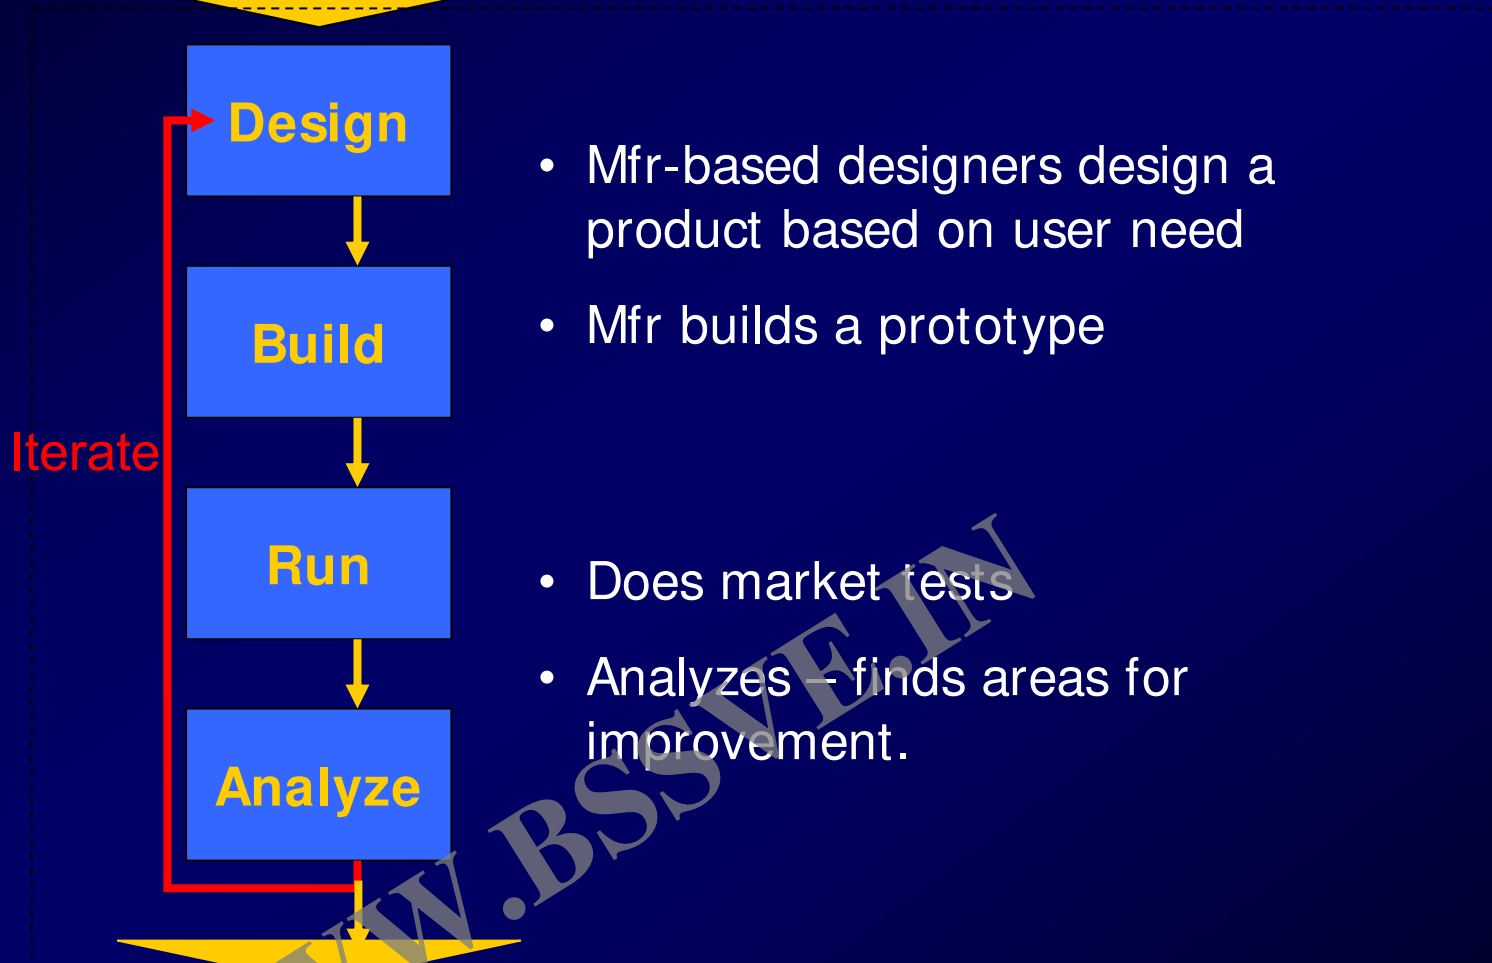 Design
• Mfr-based designers design a
product based on user need
Build
• Mfr builds a prototype
Iterate
Run
• Does market tests
• Analyzes – finds areas for
improvement.
Analyze
W.BSSVE.IN